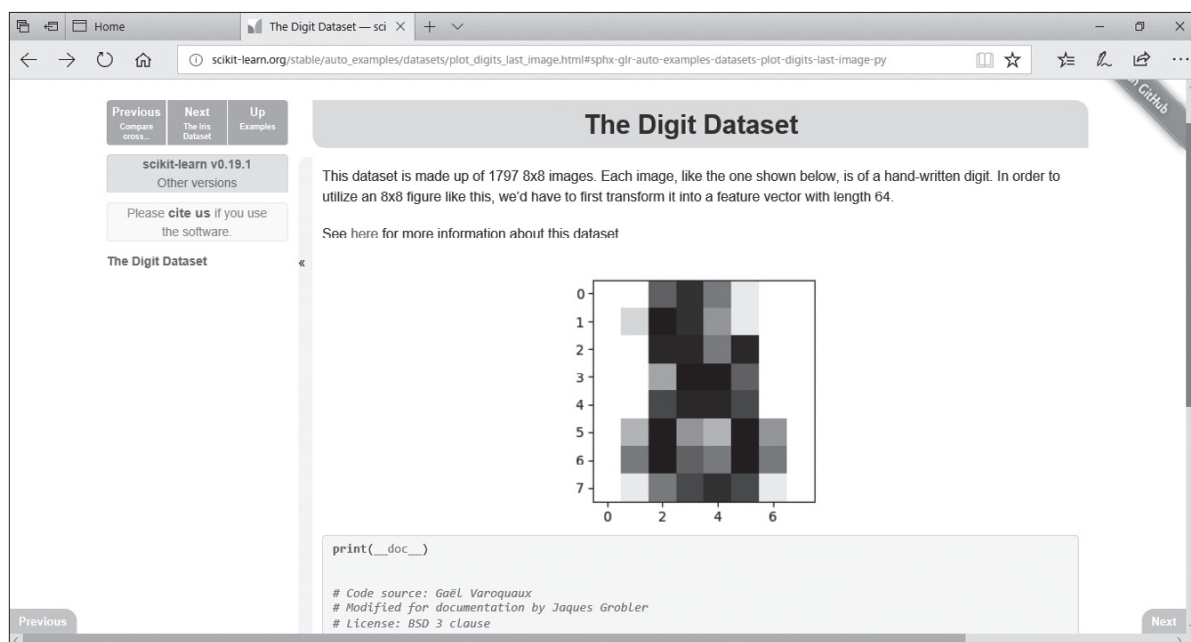 Home
The Digit Dataset — sci
scikit-learn.org/stable/auto_examples/datasets/plot_digits_last_image.html#sphx-glr-auto-examples-datasets-plot-digits-last-image-py
GitHub
Previous
Compare
cross...
Next
The Iris
Dataset
Up
Examples
scikit-learn v0.19.1
Other versions
Please cite us if you use
the software.
The Digit Dataset
«
The Digit Dataset
This dataset is made up of 1797 8x8 images. Each image, like the one shown below, is of a hand-written digit. In order to
utilize an 8x8 figure like this, we'd have to first transform it into a feature vector with length 64.
See here for more information about this dataset
0
1
2
3
4
5
6
7
0 2 4 6
print(__doc__)
# Code source: Gaël Varoquaux
# Modified for documentation by Jaques Grobler
# License: BSD 3 clause
Previous
Next